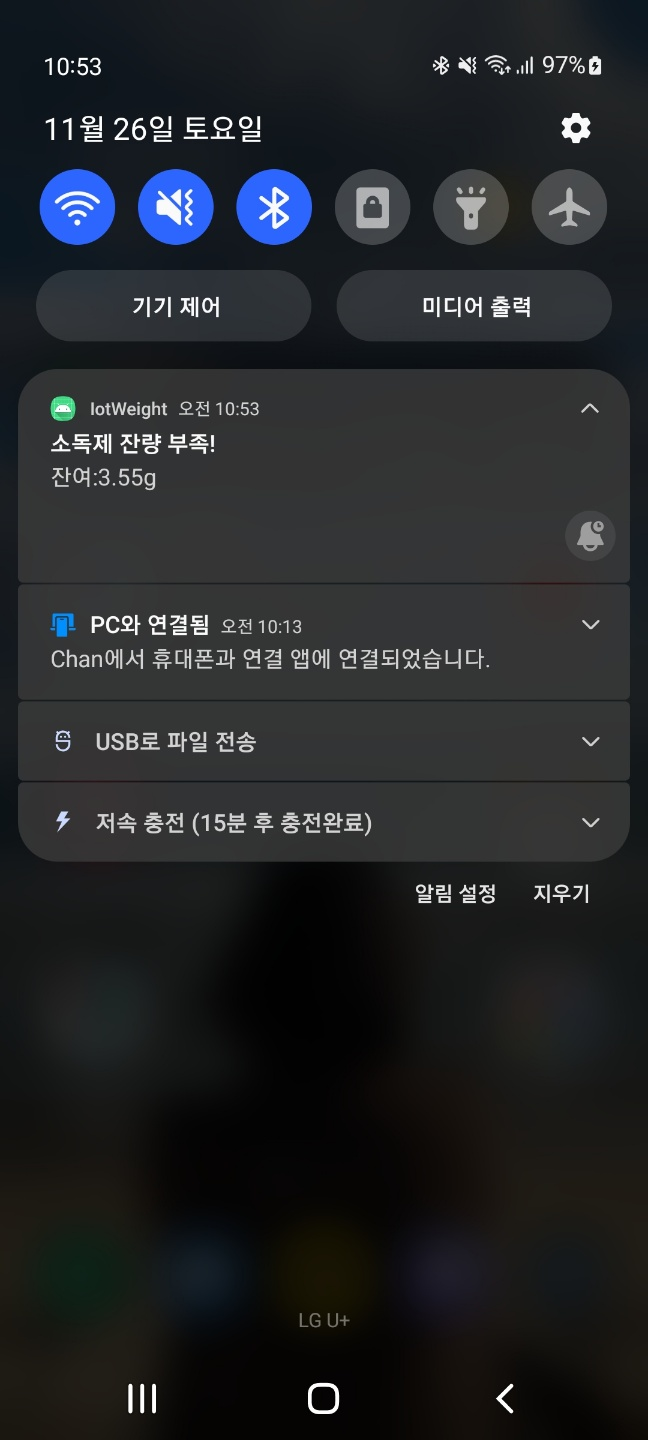 10:53
97%
11월 26일 토요일
기기 제어
미디어 출력
IotWeight 오전 10:53
소독제 잔량 부족!
잔여:3.55g
PC와 연결됨 오전 10:13
Chan에서 휴대폰과 연결 앱에 연결되었습니다.
USB로 파일 전송
저속 충전 (15분 후 충전완료)
알림 설정
지우기
LG U+